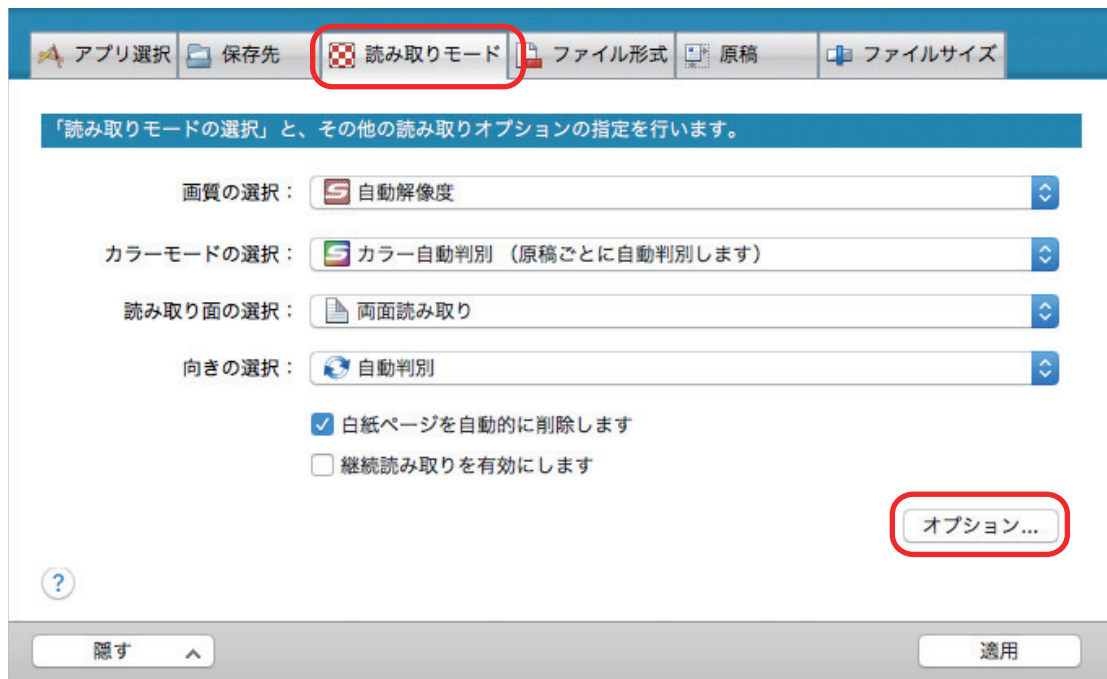 アプリ選択 保存先 読み取りモード ファイル形式 原稿 ファイルサイズ
「読み取りモードの選択」と、その他の読み取りオプションの指定を行います。
画質の選択： 自動解像度
カラーモードの選択： カラー自動判別 （原稿ごとに自動判別します）
読み取り面の選択： 両面読み取り
向きの選択： 自動判別
白紙ページを自動的に削除します
継続読み取りを有効にします
オプション...
?
隠す 適用